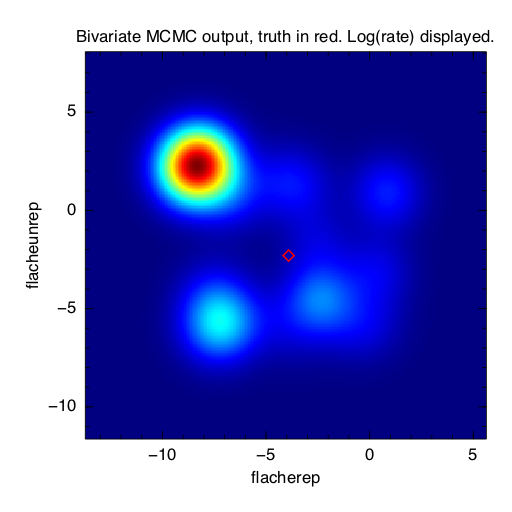 Bivariate MCMC output, truth in red. Log(rate) displayed.
5
0
−5
−10
flacheunrep
−10 −5 0 5
flacherep